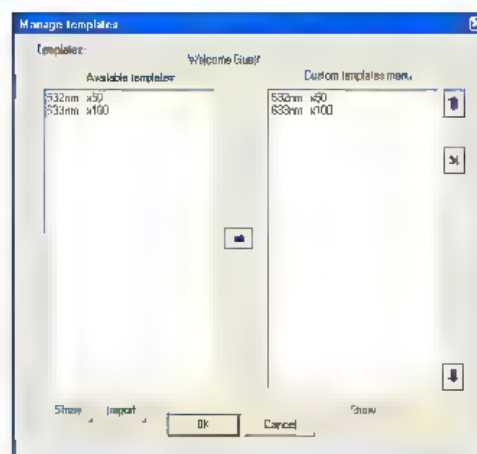 Manage templates
Templates
Welcome Guest
Available templates
Custom templates menu
532nm x50
633nm x100
532nm x50
633nm x100
Show
Import
Show
OK
Cancel